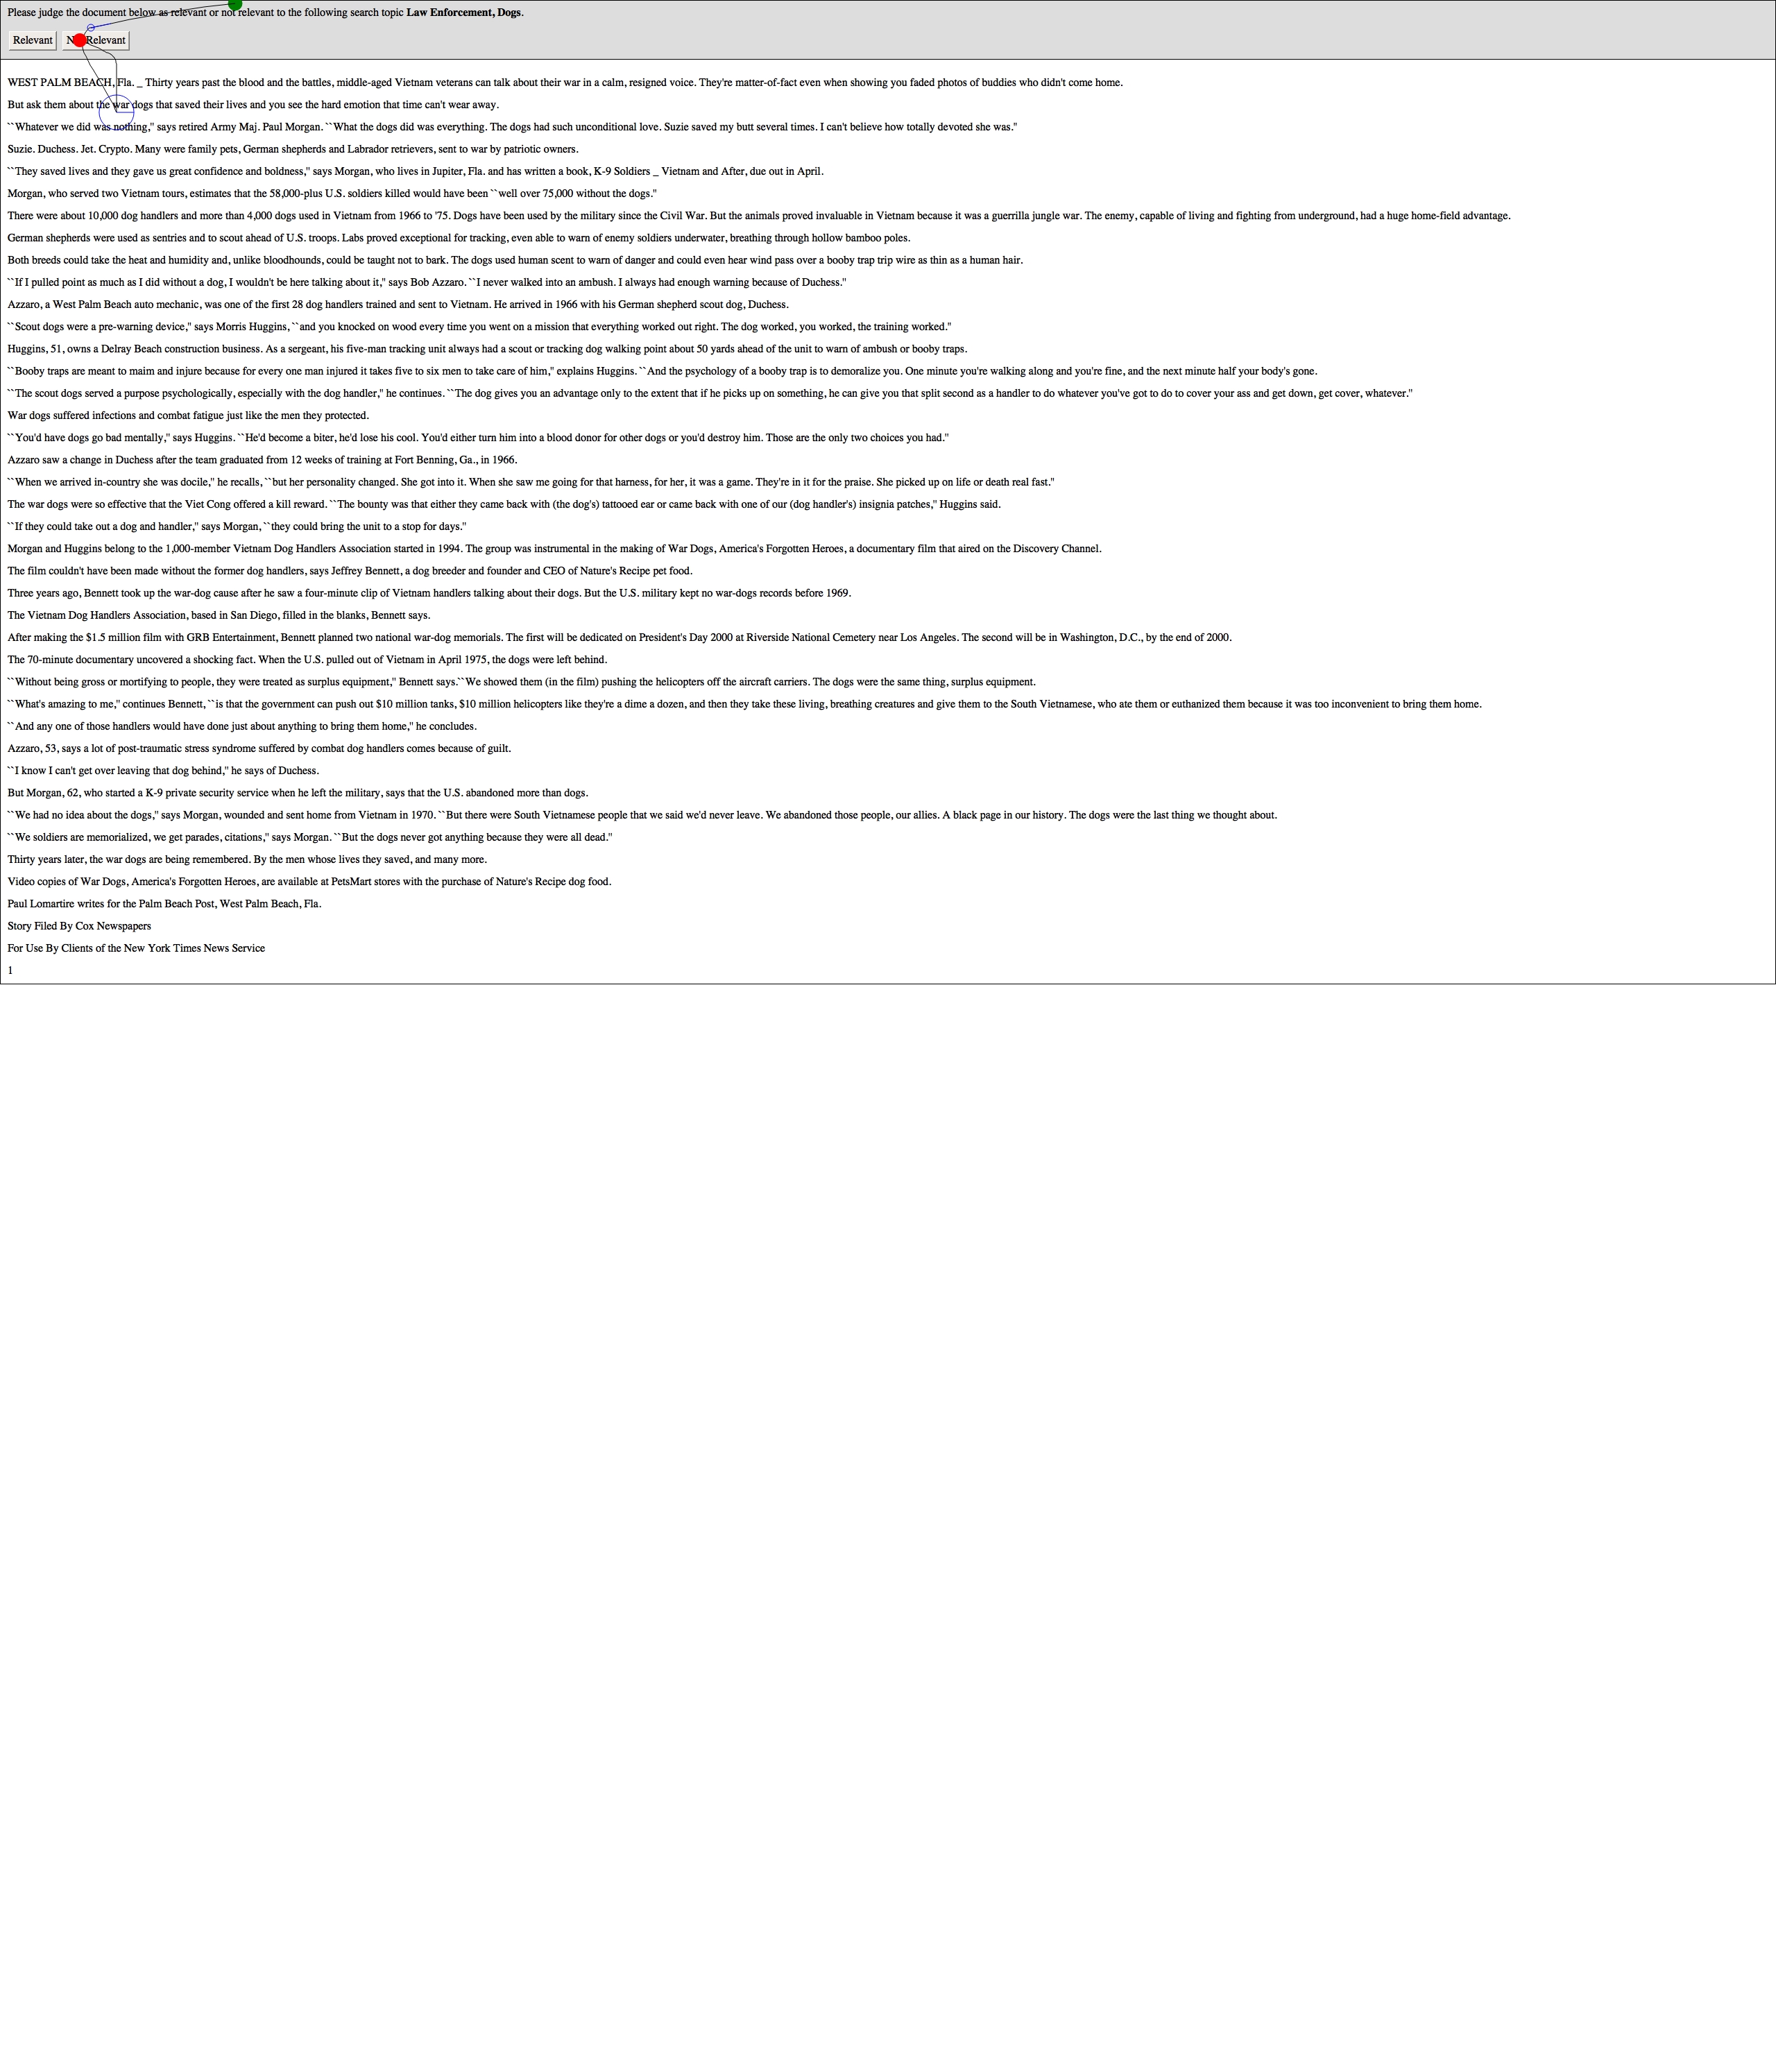 Please judge the document below as relevant or not relevant to the following search topic Law Enforcement, Dogs.
Relevant Not Relevant
WEST PALM BEACH, Fla. _ Thirty years past the blood and the battles, middle-aged Vietnam veterans can talk about their war in a calm, resigned voice. They're matter-of-fact even when showing you faded photos of buddies who didn't come home.
But ask them about the war dogs that saved their lives and you see the hard emotion that time can't wear away.
``Whatever we did was nothing,'' says retired Army Maj. Paul Morgan. ``What the dogs did was everything. The dogs had such unconditional love. Suzie saved my butt several times. I can't believe how totally devoted she was.''
Suzie. Duchess. Jet. Crypto. Many were family pets, German shepherds and Labrador retrievers, sent to war by patriotic owners.
``They saved lives and they gave us great confidence and boldness,'' says Morgan, who lives in Jupiter, Fla. and has written a book, K-9 Soldiers _ Vietnam and After, due out in April.
Morgan, who served two Vietnam tours, estimates that the 58,000-plus U.S. soldiers killed would have been ``well over 75,000 without the dogs.''
There were about 10,000 dog handlers and more than 4,000 dogs used in Vietnam from 1966 to '75. Dogs have been used by the military since the Civil War. But the animals proved invaluable in Vietnam because it was a guerrilla jungle war. The enemy, capable of living and fighting from underground, had a huge home-field advantage.
German shepherds were used as sentries and to scout ahead of U.S. troops. Labs proved exceptional for tracking, even able to warn of enemy soldiers underwater, breathing through hollow bamboo poles.
Both breeds could take the heat and humidity and, unlike bloodhounds, could be taught not to bark. The dogs used human scent to warn of danger and could even hear wind pass over a booby trap trip wire as thin as a human hair.
``If I pulled point as much as I did without a dog, I wouldn't be here talking about it,'' says Bob Azzaro. ``I never walked into an ambush. I always had enough warning because of Duchess.''
Azzaro, a West Palm Beach auto mechanic, was one of the first 28 dog handlers trained and sent to Vietnam. He arrived in 1966 with his German shepherd scout dog, Duchess.
``Scout dogs were a pre-warning device,'' says Morris Huggins, ``and you knocked on wood every time you went on a mission that everything worked out right. The dog worked, you worked, the training worked.''
Huggins, 51, owns a Delray Beach construction business. As a sergeant, his five-man tracking unit always had a scout or tracking dog walking point about 50 yards ahead of the unit to warn of ambush or booby traps.
``Booby traps are meant to maim and injure because for every one man injured it takes five to six men to take care of him,'' explains Huggins. ``And the psychology of a booby trap is to demoralize you. One minute you're walking along and you're fine, and the next minute half your body's gone.
``The scout dogs served a purpose psychologically, especially with the dog handler,'' he continues. ``The dog gives you an advantage only to the extent that if he picks up on something, he can give you that split second as a handler to do whatever you've got to do to cover your ass and get down, get cover, whatever.''
War dogs suffered infections and combat fatigue just like the men they protected.
``You'd have dogs go bad mentally,'' says Huggins. ``He'd become a biter, he'd lose his cool. You'd either turn him into a blood donor for other dogs or you'd destroy him. Those are the only two choices you had.''
Azzaro saw a change in Duchess after the team graduated from 12 weeks of training at Fort Benning, Ga., in 1966.
``When we arrived in-country she was docile,'' he recalls, ``but her personality changed. She got into it. When she saw me going for that harness, for her, it was a game. They're in it for the praise. She picked up on life or death real fast.''
The war dogs were so effective that the Viet Cong offered a kill reward. ``The bounty was that either they came back with (the dog's) tattooed ear or came back with one of our (dog handler's) insignia patches,'' Huggins said.
``If they could take out a dog and handler,'' says Morgan, ``they could bring the unit to a stop for days.''
Morgan and Huggins belong to the 1,000-member Vietnam Dog Handlers Association started in 1994. The group was instrumental in the making of War Dogs, America's Forgotten Heroes, a documentary film that aired on the Discovery Channel.
The film couldn't have been made without the former dog handlers, says Jeffrey Bennett, a dog breeder and founder and CEO of Nature's Recipe pet food.
Three years ago, Bennett took up the war-dog cause after he saw a four-minute clip of Vietnam handlers talking about their dogs. But the U.S. military kept no war-dogs records before 1969.
The Vietnam Dog Handlers Association, based in San Diego, filled in the blanks, Bennett says.
After making the $1.5 million film with GRB Entertainment, Bennett planned two national war-dog memorials. The first will be dedicated on President's Day 2000 at Riverside National Cemetery near Los Angeles. The second will be in Washington, D.C., by the end of 2000.
The 70-minute documentary uncovered a shocking fact. When the U.S. pulled out of Vietnam in April 1975, the dogs were left behind.
``Without being gross or mortifying to people, they were treated as surplus equipment,'' Bennett says.``We showed them (in the film) pushing the helicopters off the aircraft carriers. The dogs were the same thing, surplus equipment.
``What's amazing to me,'' continues Bennett, ``is that the government can push out $10 million tanks, $10 million helicopters like they're a dime a dozen, and then they take these living, breathing creatures and give them to the South Vietnamese, who ate them or euthanized them because it was too inconvenient to bring them home.
``And any one of those handlers would have done just about anything to bring them home,'' he concludes.
Azzaro, 53, says a lot of post-traumatic stress syndrome suffered by combat dog handlers comes because of guilt.
``I know I can't get over leaving that dog behind,'' he says of Duchess.
But Morgan, 62, who started a K-9 private security service when he left the military, says that the U.S. abandoned more than dogs.
``We had no idea about the dogs,'' says Morgan, wounded and sent home from Vietnam in 1970. ``But there were South Vietnamese people that we said we'd never leave. We abandoned those people, our allies. A black page in our history. The dogs were the last thing we thought about.
``We soldiers are memorialized, we get parades, citations,'' says Morgan. ``But the dogs never got anything because they were all dead.''
Thirty years later, the war dogs are being remembered. By the men whose lives they saved, and many more.
Video copies of War Dogs, America's Forgotten Heroes, are available at PetsMart stores with the purchase of Nature's Recipe dog food.
Paul Lomartire writes for the Palm Beach Post, West Palm Beach, Fla.
Story Filed By Cox Newspapers
For Use By Clients of the New York Times News Service
1